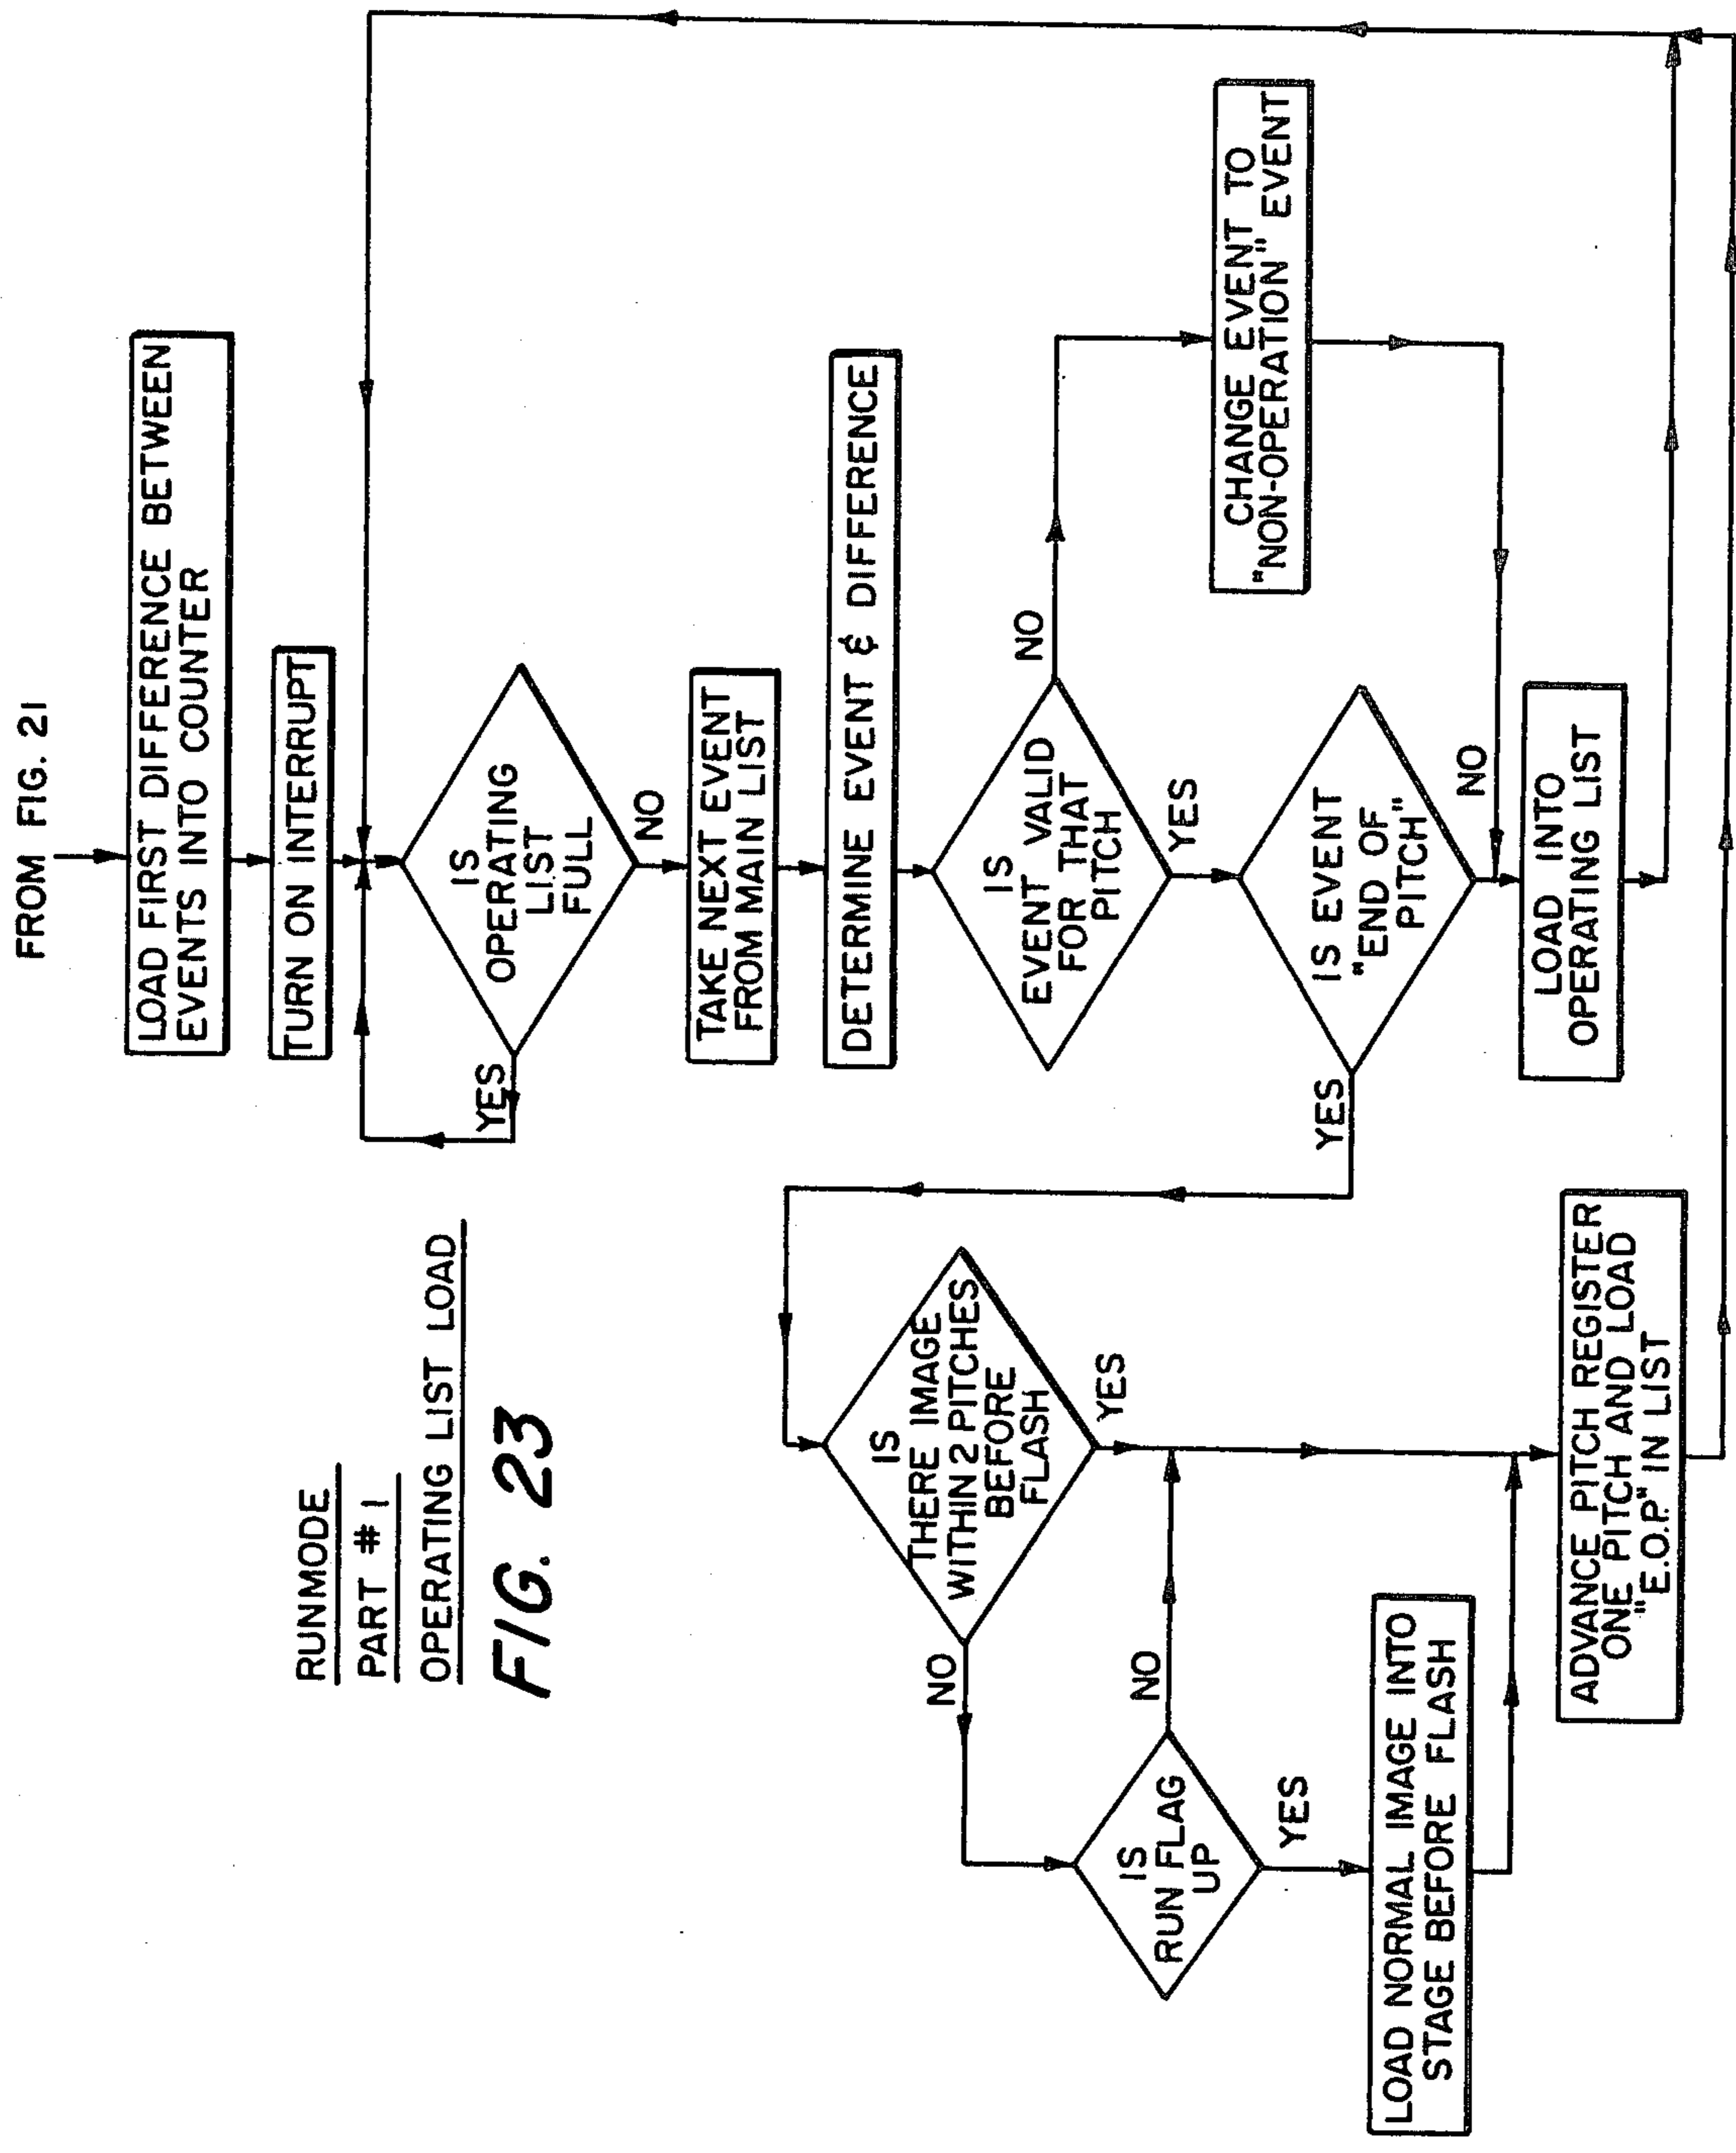 FROM FIG. 21
LOAD FIRST DIFFERENCE BETWEEN
EVENTS INTO COUNTER
TURN ON INTERRUPT
IS
OPERATING
LIST
FULL
YES
NO
TAKE NEXT EVENT
FROM MAIN LIST
DETERMINE EVENT & DIFFERENCE
IS
EVENT VALID
FOR THAT
PITCH
NO
YES
CHANGE EVENT TO
"NON-OPERATION" EVENT
IS EVENT
"END OF
PITCH"
YES
NO
LOAD INTO
OPERATING LIST
RUNMODE
PART #1
OPERATING LIST LOAD
FIG. 23
IS
THERE IMAGE
WITHIN 2 PITCHES
BEFORE
FLASH
NO
YES
IS
RUN FLAG
UP
NO
YES
LOAD NORMAL IMAGE INTO
STAGE BEFORE FLASH
ADVANCE PITCH REGISTER
ONE PITCH AND LOAD
"E.O.P." IN LIST